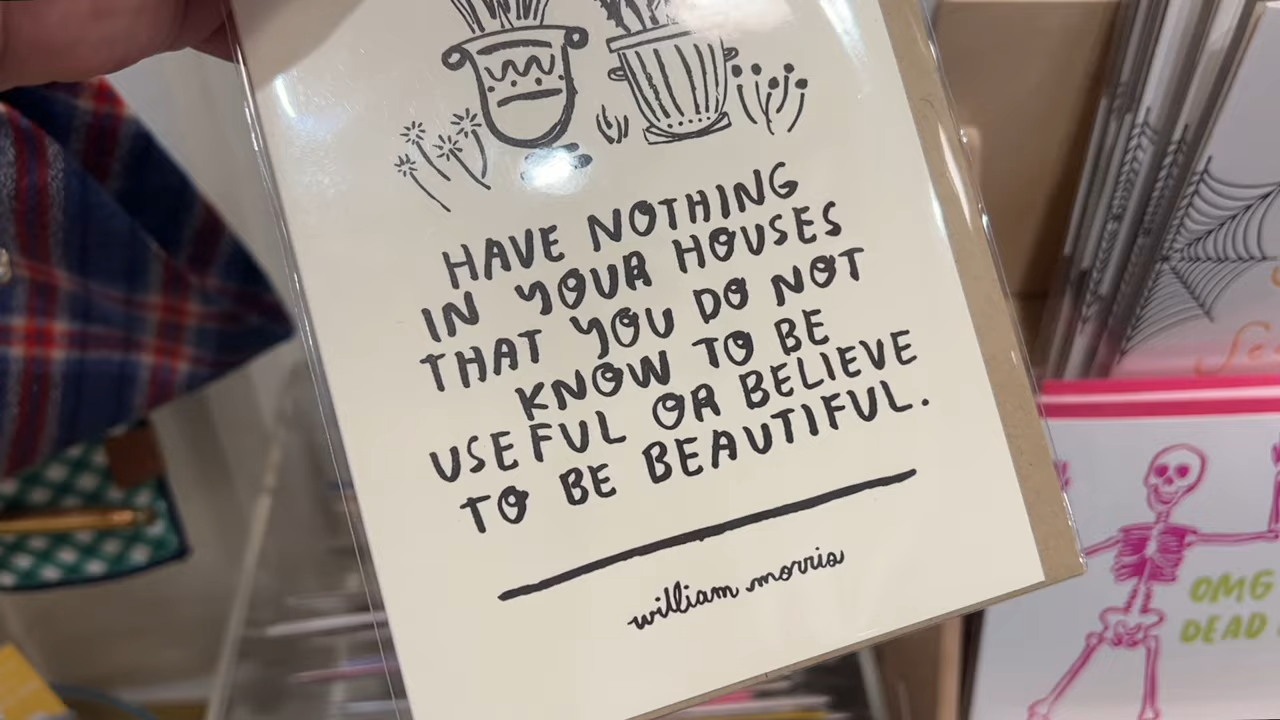 HAVE NOTHING
IN YOUR HOUSES
THAT YOU DO NOT
KNOW TO BE
USEFUL OR BELIEVE
TO BE BEAUTIFUL.
william morris
OMG
DEAD